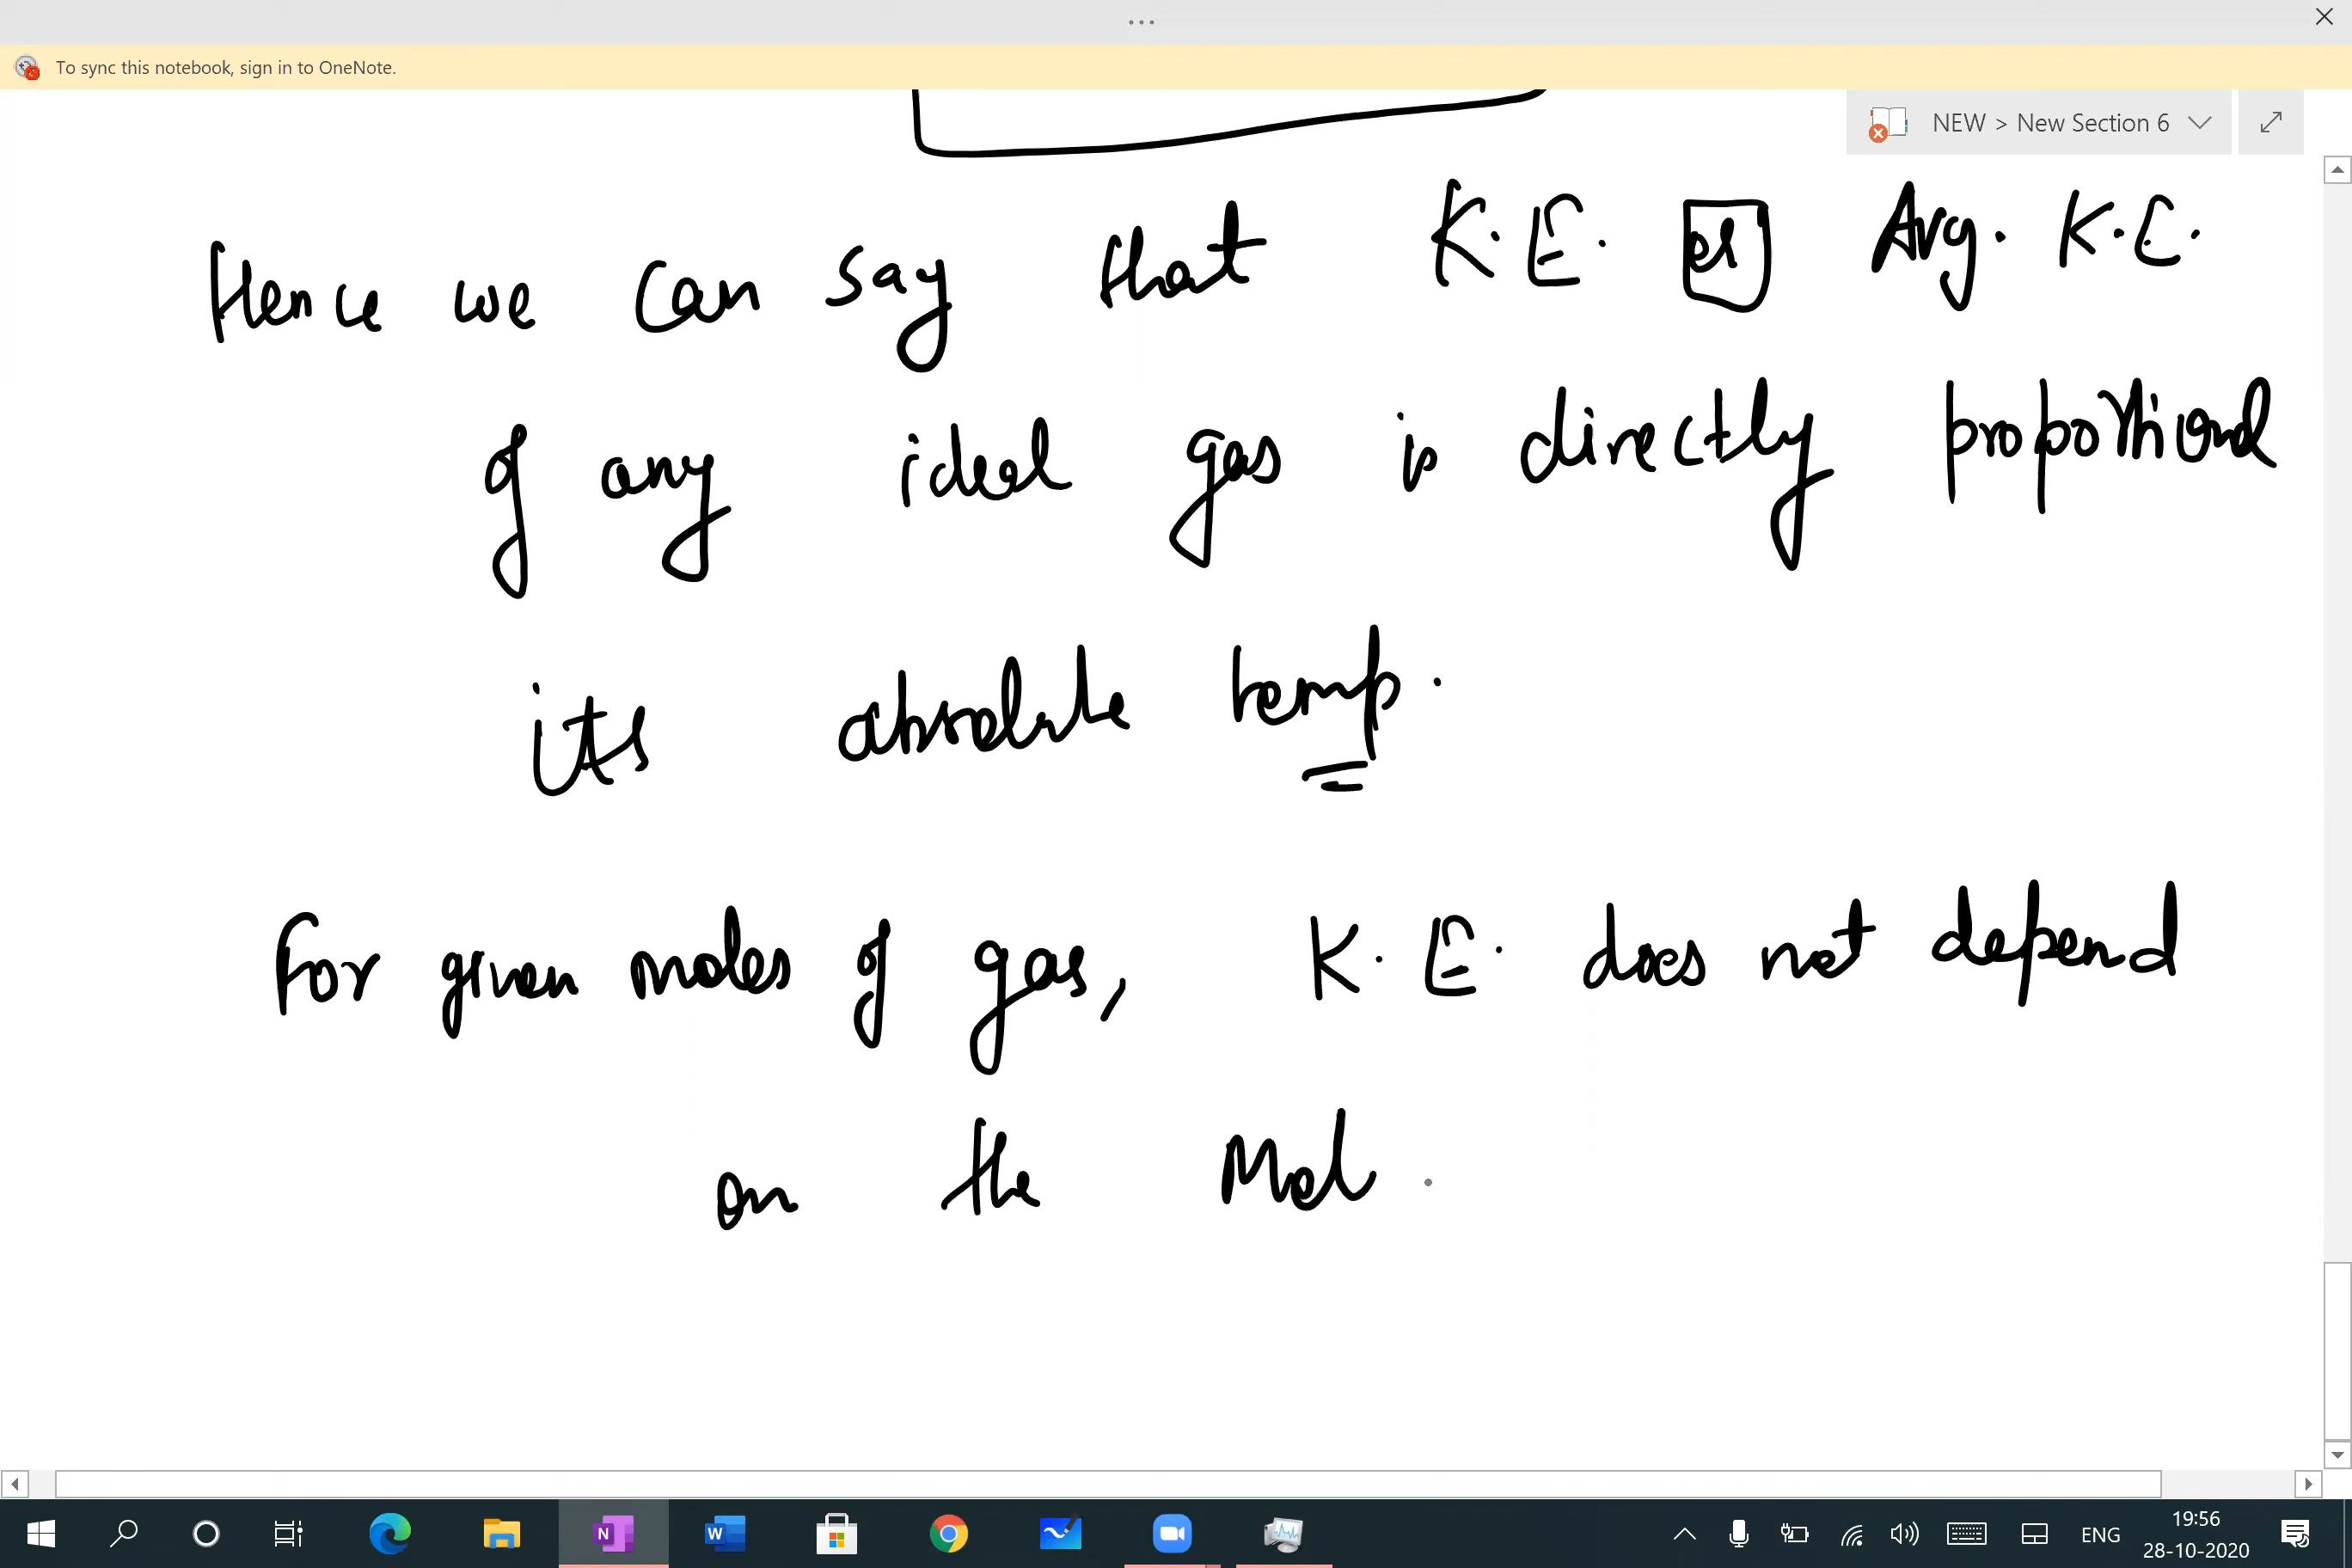 To sync this notebook, sign in to OneNote.
NEW > New Section 6
Hence we can say that K.E. or Avg. K.E.
of any ideal gas is directly proportional
its absolute temp.
for given moles of gas, K.E. does not depend
on the Mol
ENG
19:56
28-10-2020